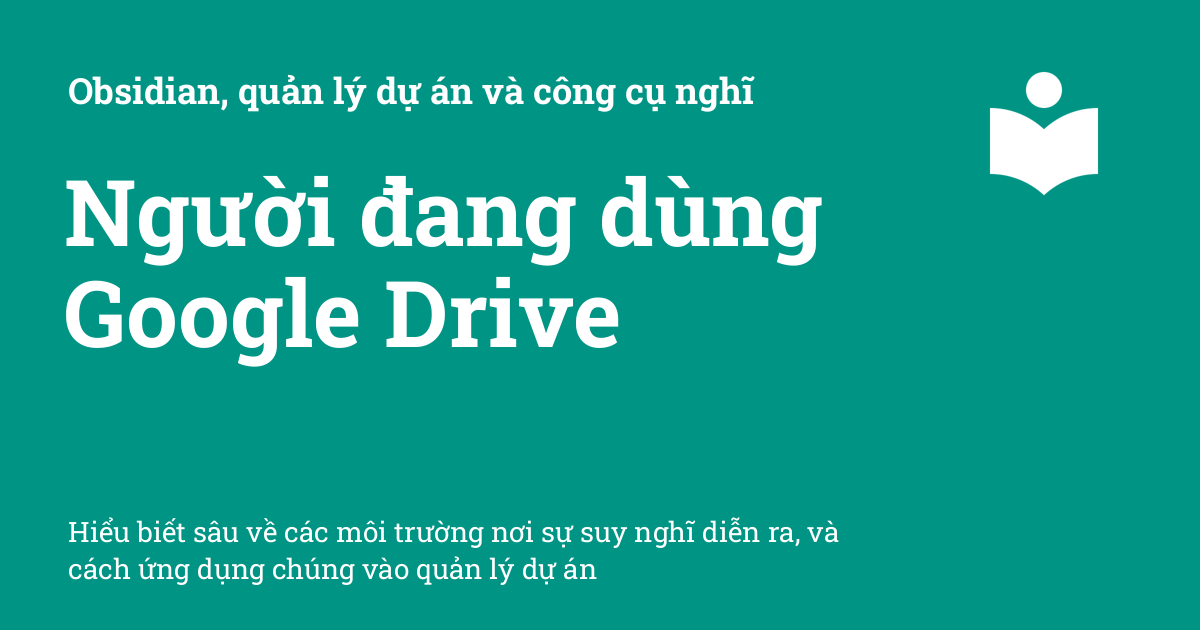 Obsidian, quản lý dự án và công cụ nghĩ
Người đang dùng
Google Drive
Hiểu biết sâu về các môi trường nơi sự suy nghĩ diễn ra, và
cách ứng dụng chúng vào quản lý dự án